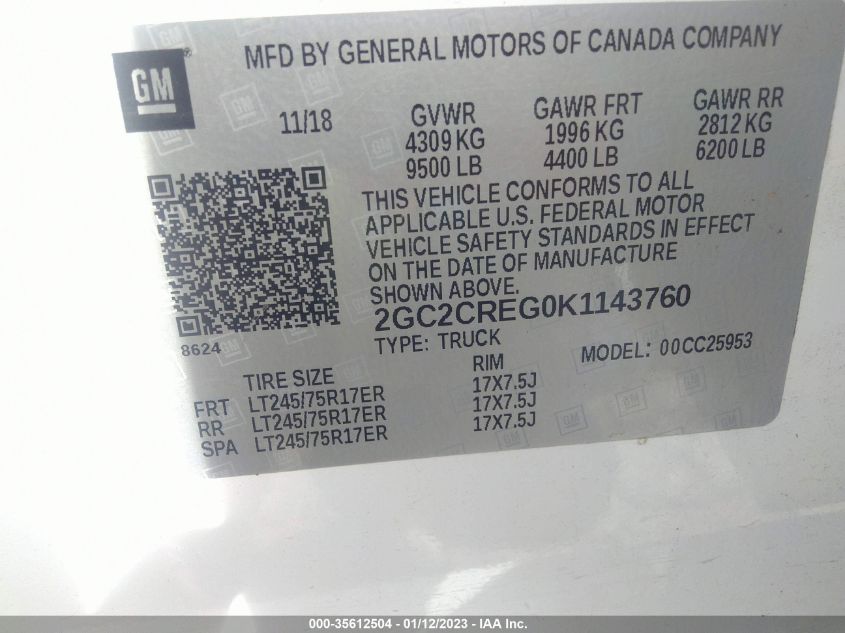 MFD BY GENERAL MOTORS OF CANADA COMPANY
GM
11/18
GVWR
4309 KG
9500 LB
GAWR FRT
1996 KG
4400 LB
GAWR RR
2812 KG
6200 LB
THIS VEHICLE CONFORMS TO ALL
APPLICABLE U.S. FEDERAL MOTOR
VEHICLE SAFETY STANDARDS IN EFFECT
ON THE DATE OF MANUFACTURE
SHOWN ABOVE.
2GC2CREG0K1143760
8624
TYPE: TRUCK
MODEL: 00CC25953
TIRE SIZE RIM
FRT LT245/75R17ER 17X7.5J
RR LT245/75R17ER 17X7.5J
SPA LT245/75R17ER 17X7.5J
000-35612504 - 01/12/2023 - IAA Inc.